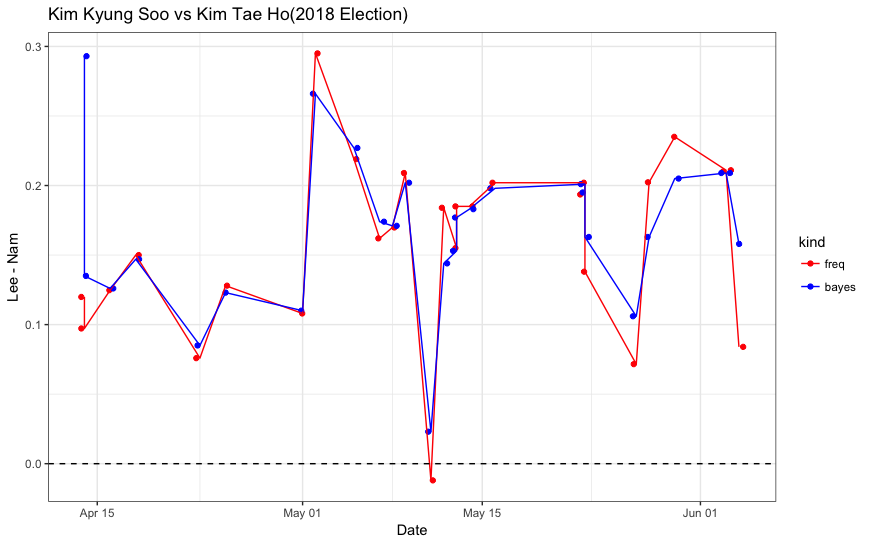 Kim Kyung Soo vs Kim Tae Ho(2018 Election)
0.3
0.2
0.1
0.0
Lee - Nam
Apr 15
May 01
May 15
Jun 01
Date
kind
freq
bayes